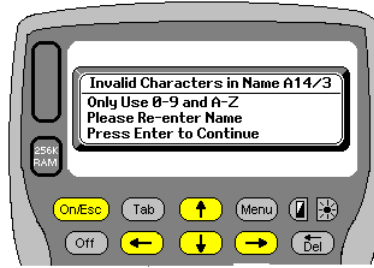 Invalid Characters in Name A14/3
Only Use 0-9 and A-Z
Please Re-enter Name
Press Enter to Continue
256K
RAM
On/Esc Tab Menu
Off Del